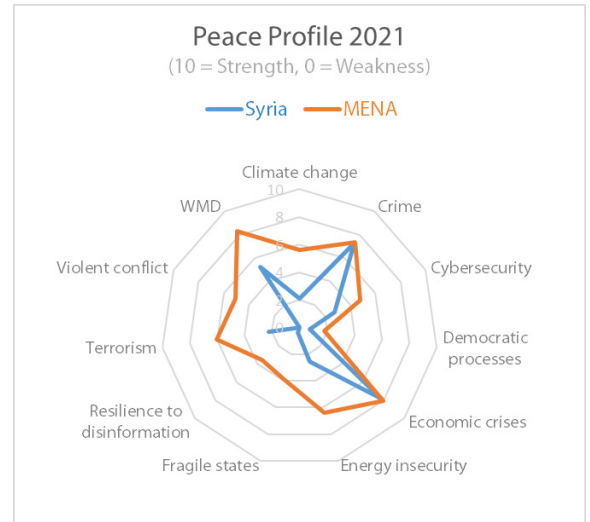 Peace Profile 2021
(10 = Strength, 0 = Weakness)
Syria MENA
Climate change
10
WMD
Crime
8
6
Violent conflict
Cybersecurity
4
2
0
Terrorism
Democratic
processes
Resilience to
disinformation
Economic crises
Fragile states
Energy insecurity